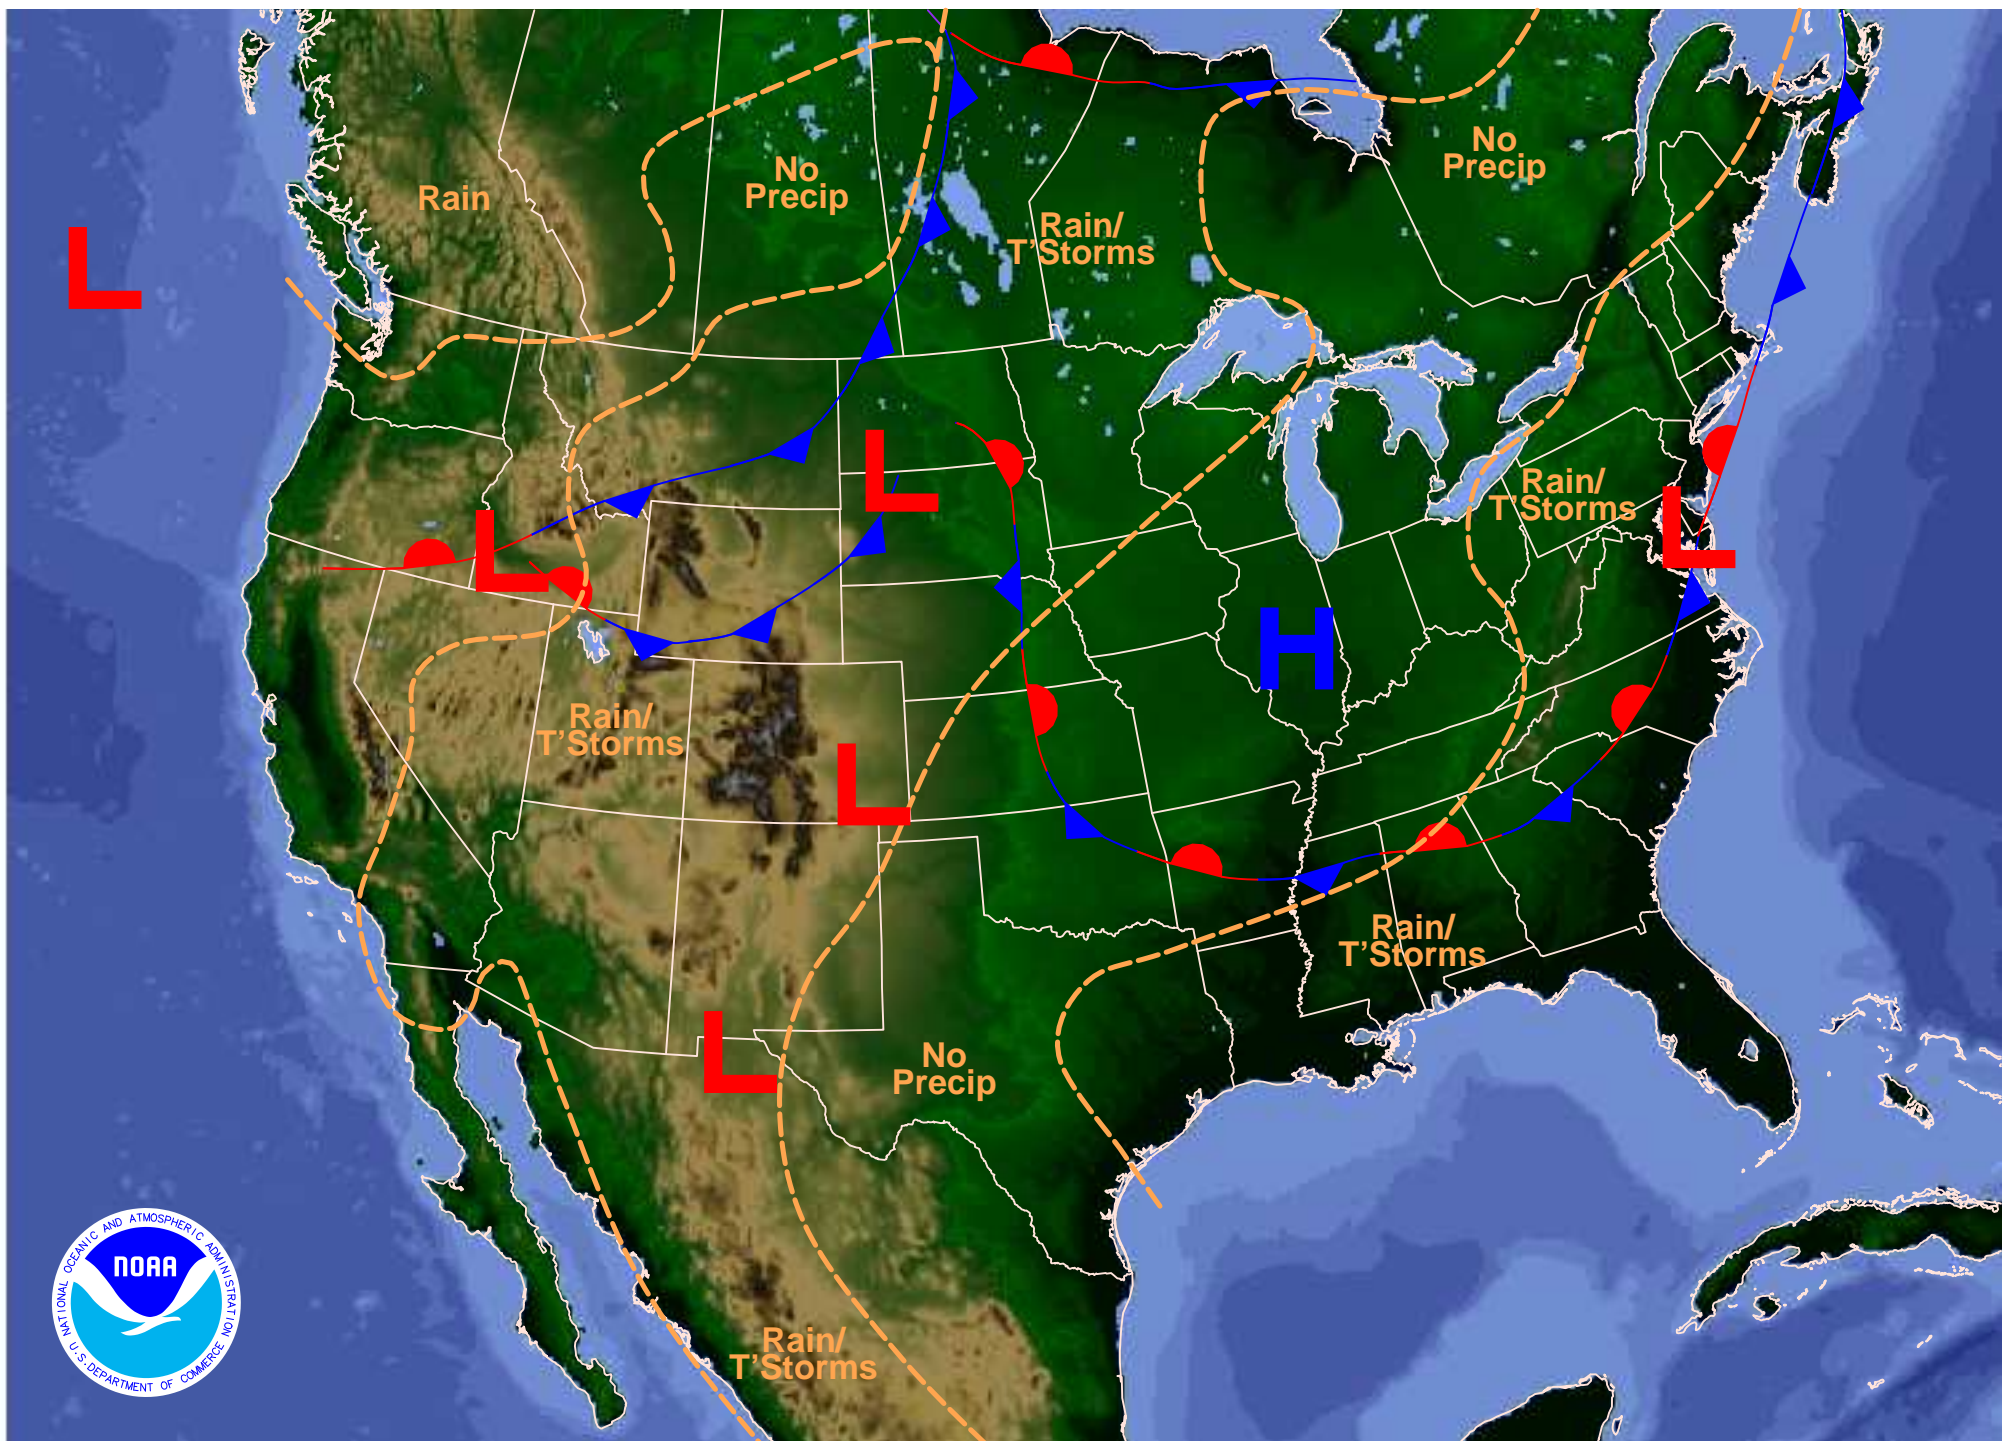 No
Precip
No
Precip
Rain
Rain/
T'Storms
L
L
Rain/
T'Storms
L
L
L
H
Rain/
T'Storms
L
Rain/
T'Storms
L
No
Precip
Rain/
T'Storms
NATIONAL OCEANIC AND ATMOSPHERIC ADMINISTRATION
NOAA
U.S. DEPARTMENT OF COMMERCE